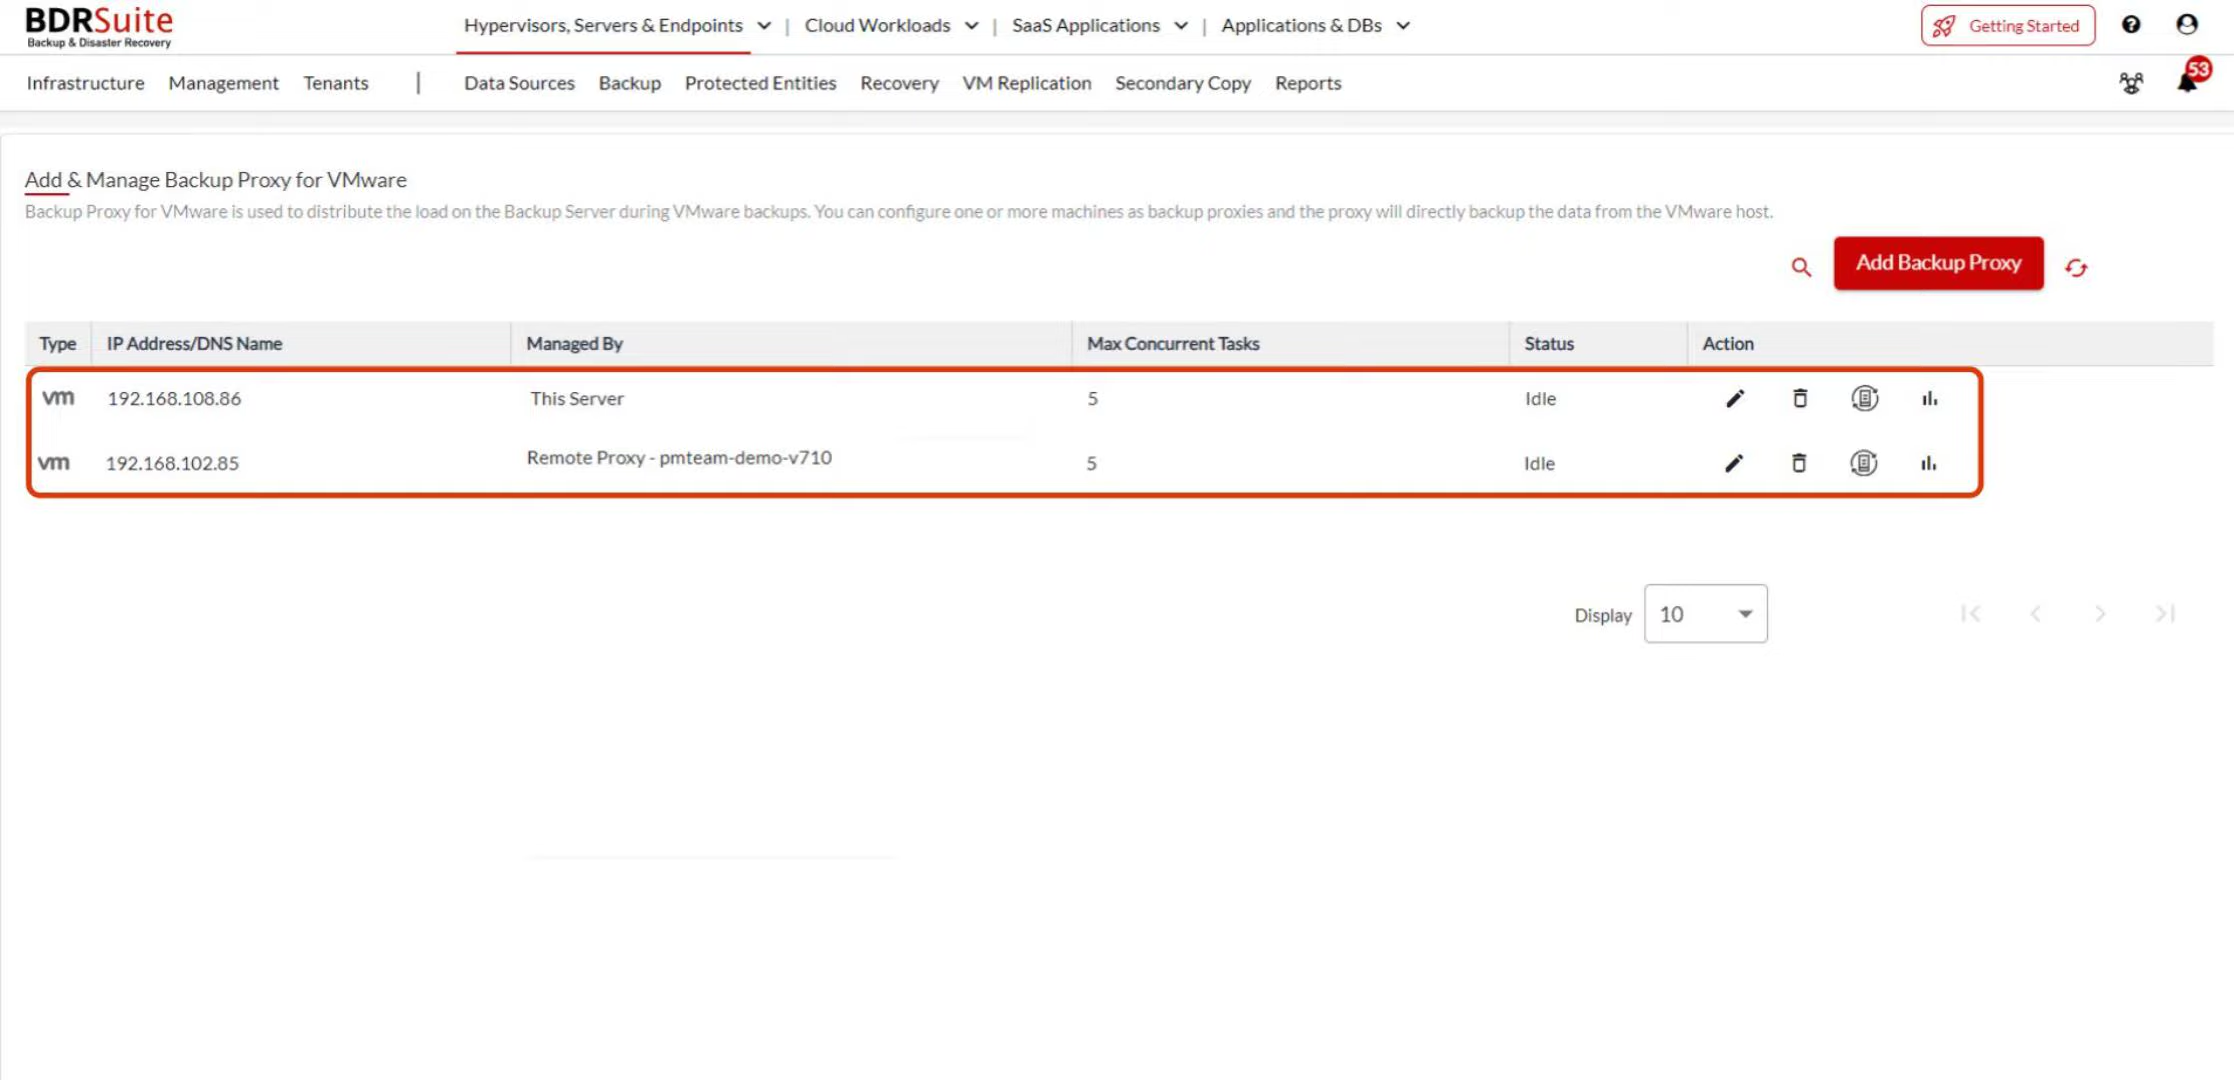 BDRSuite
Backup & Disaster Recovery
Hypervisors, Servers & Endpoints | Cloud Workloads | SaaS Applications | Applications & DBs
Getting Started
Infrastructure Management Tenants | Data Sources Backup Protected Entities Recovery VM Replication Secondary Copy Reports
53
Add & Manage Backup Proxy for VMware
Backup Proxy for VMware is used to distribute the load on the Backup Server during VMware backups. You can configure one or more machines as backup proxies and the proxy will directly backup the data from the VMware host.
Add Backup Proxy
Type IP Address/DNS Name Managed By Max Concurrent Tasks Status Action
vm 192.168.108.86 This Server 5 Idle
vm 192.168.102.85 Remote Proxy - pmteam-demo-v710 5 Idle
Display 10